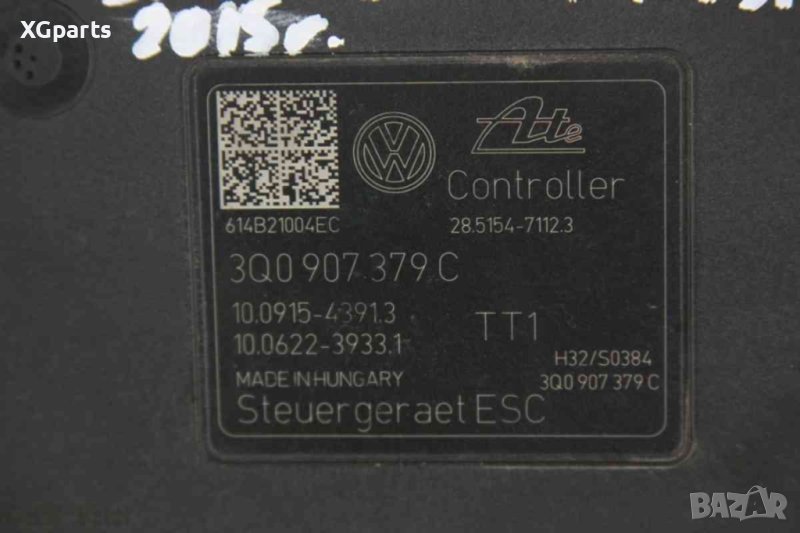 XGparts
2015г.
Ate
Controller
614B21004EC
28.5154-7112.3
3Q0 907 379 C
10.0915-4391.3
10.0622-3933.1
TT1
H32/S0384
MADE IN HUNGARY
3Q0 907 379 C
Steuergeraet ESC
BAZAR